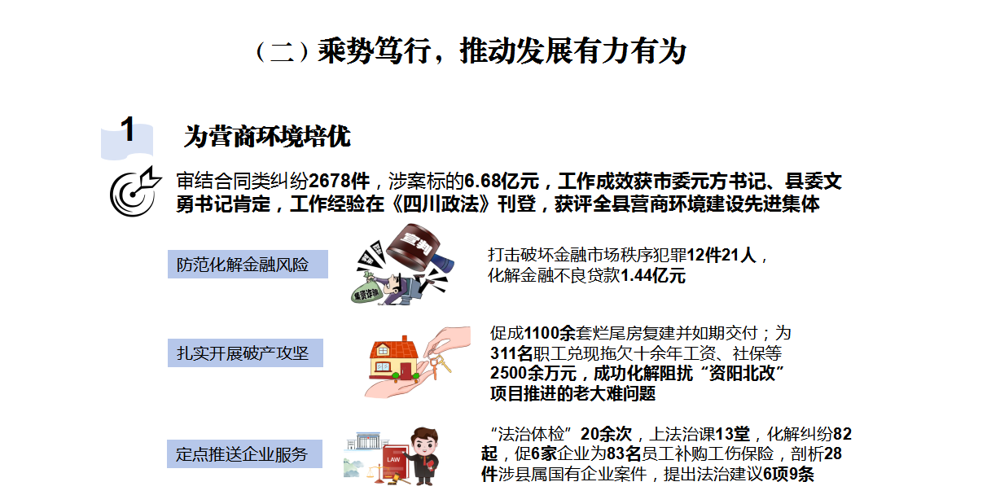 （二）乘势笃行，推动发展有力有为
1
为营商环境培优
审结合同类纠纷2678件，涉案标的6.68亿元，工作成效获市委元方书记、县委文
勇书记肯定，工作经验在《四川政法》刊登，获评全县营商环境建设先进集体
防范化解金融风险
宣判
集资诈骗
打击破坏金融市场秩序犯罪12件21人，
化解金融不良贷款1.44亿元
扎实开展破产攻坚
促成1100余套烂尾房复建并如期交付；为
311名职工兑现拖欠十余年工资、社保等
2500余万元，成功化解阻扰“资阳北改”
项目推进的老大难问题
定点推送企业服务
LAW
“法治体检”20余次，上法治课13堂，化解纠纷82
起，促6家企业为83名员工补购工伤保险，剖析28
件涉县属国有企业案件，提出法治建议6项9条